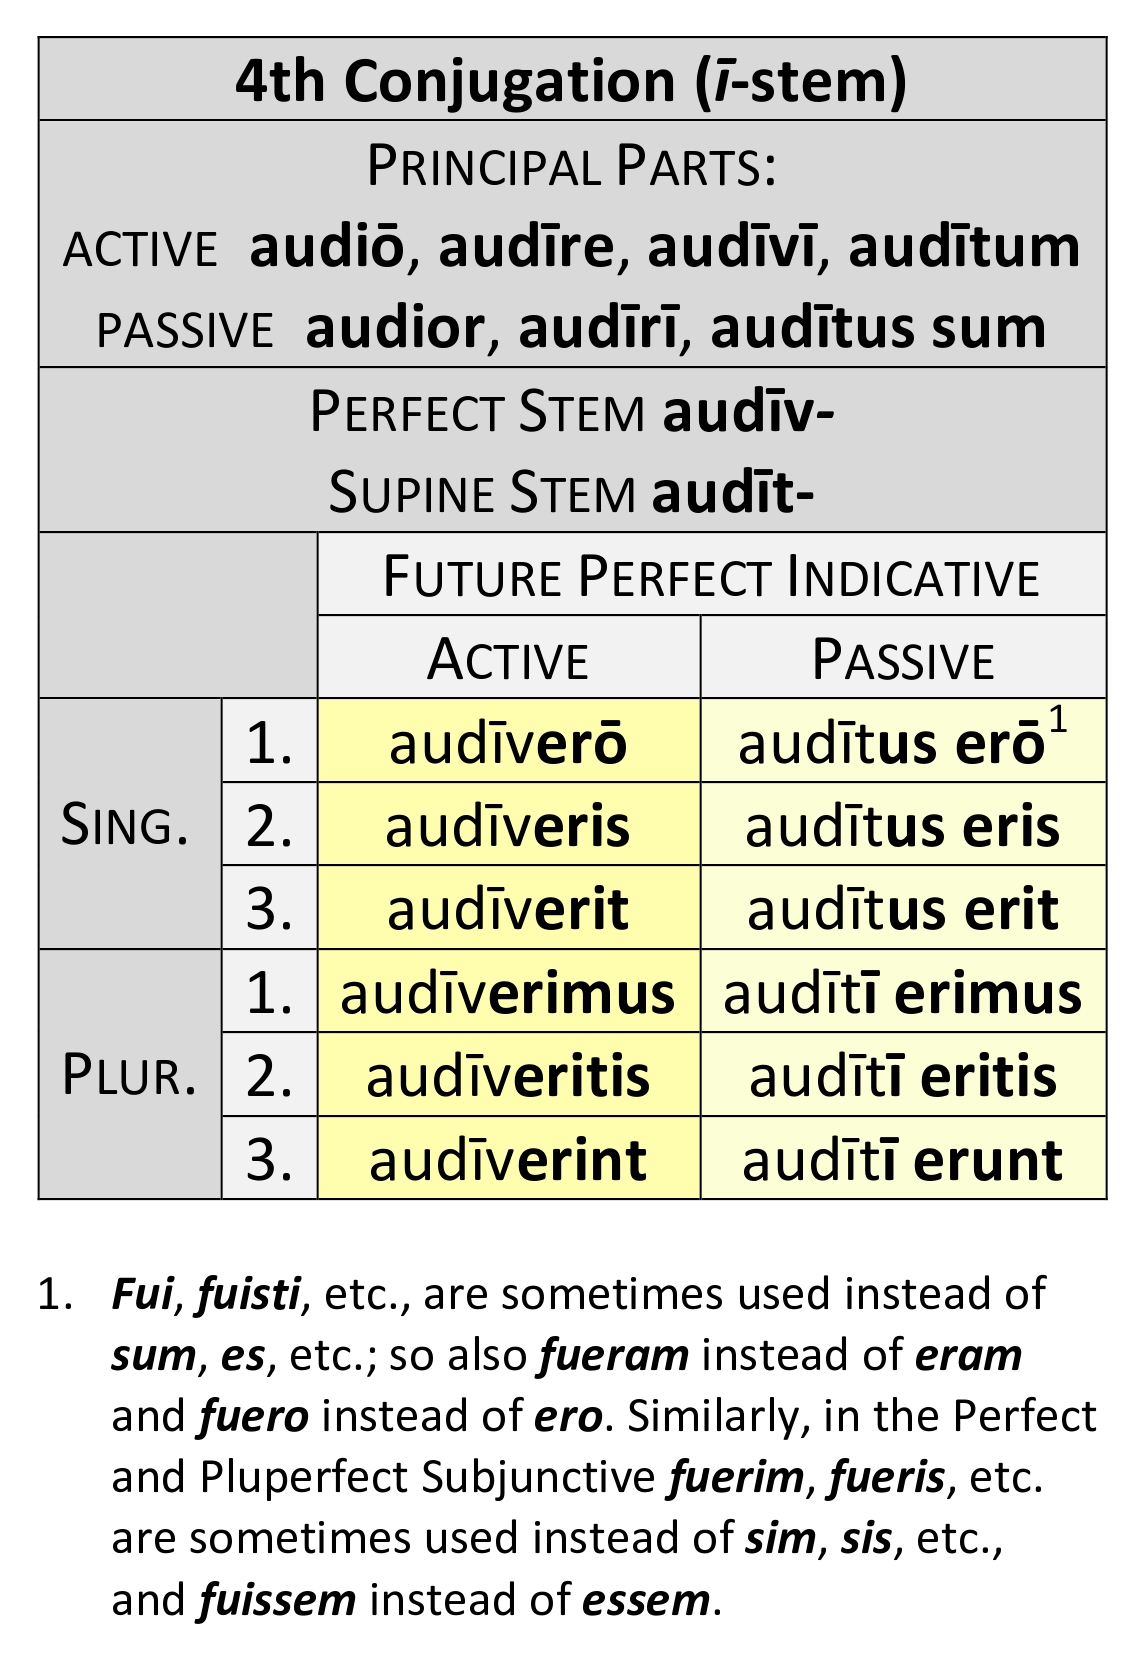 4th Conjugation (ī-stem)
PRINCIPAL PARTS:
ACTIVE audiō, audīre, audīvī, audītum
PASSIVE audior, audīrī, audītus sum
PERFECT STEM audīv-
SUPINE STEM audīt-
FUTURE PERFECT INDICATIVE
ACTIVE PASSIVE
SING. 1. audīverō audītus erō¹
2. audīveris audītus eris
3. audīverit audītus erit
PLUR. 1. audīverimus audītī erimus
2. audīveritis audītī eritis
3. audīverint audītī erunt
1. Fui, fuisti, etc., are sometimes used instead of
sum, es, etc.; so also fueram instead of eram
and fuero instead of ero. Similarly, in the Perfect
and Pluperfect Subjunctive fuerim, fueris, etc.
are sometimes used instead of sim, sis, etc.,
and fuissem instead of essem.